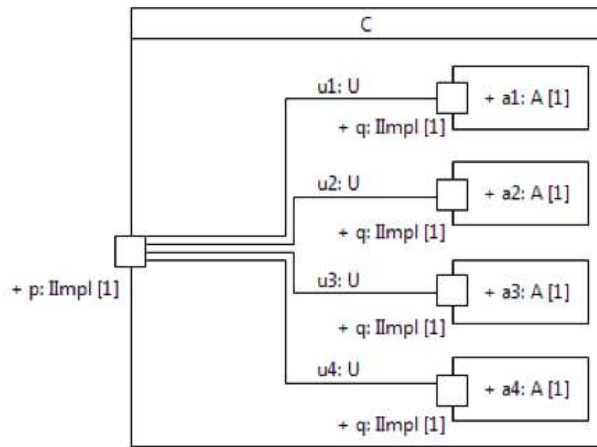 C
u1: U
+ a1: A [1]
+ q: IImpl [1]
u2: U
+ a2: A [1]
+ q: IImpl [1]
+ p: IImpl [1]
u3: U
+ a3: A [1]
+ q: IImpl [1]
u4: U
+ a4: A [1]
+ q: IImpl [1]